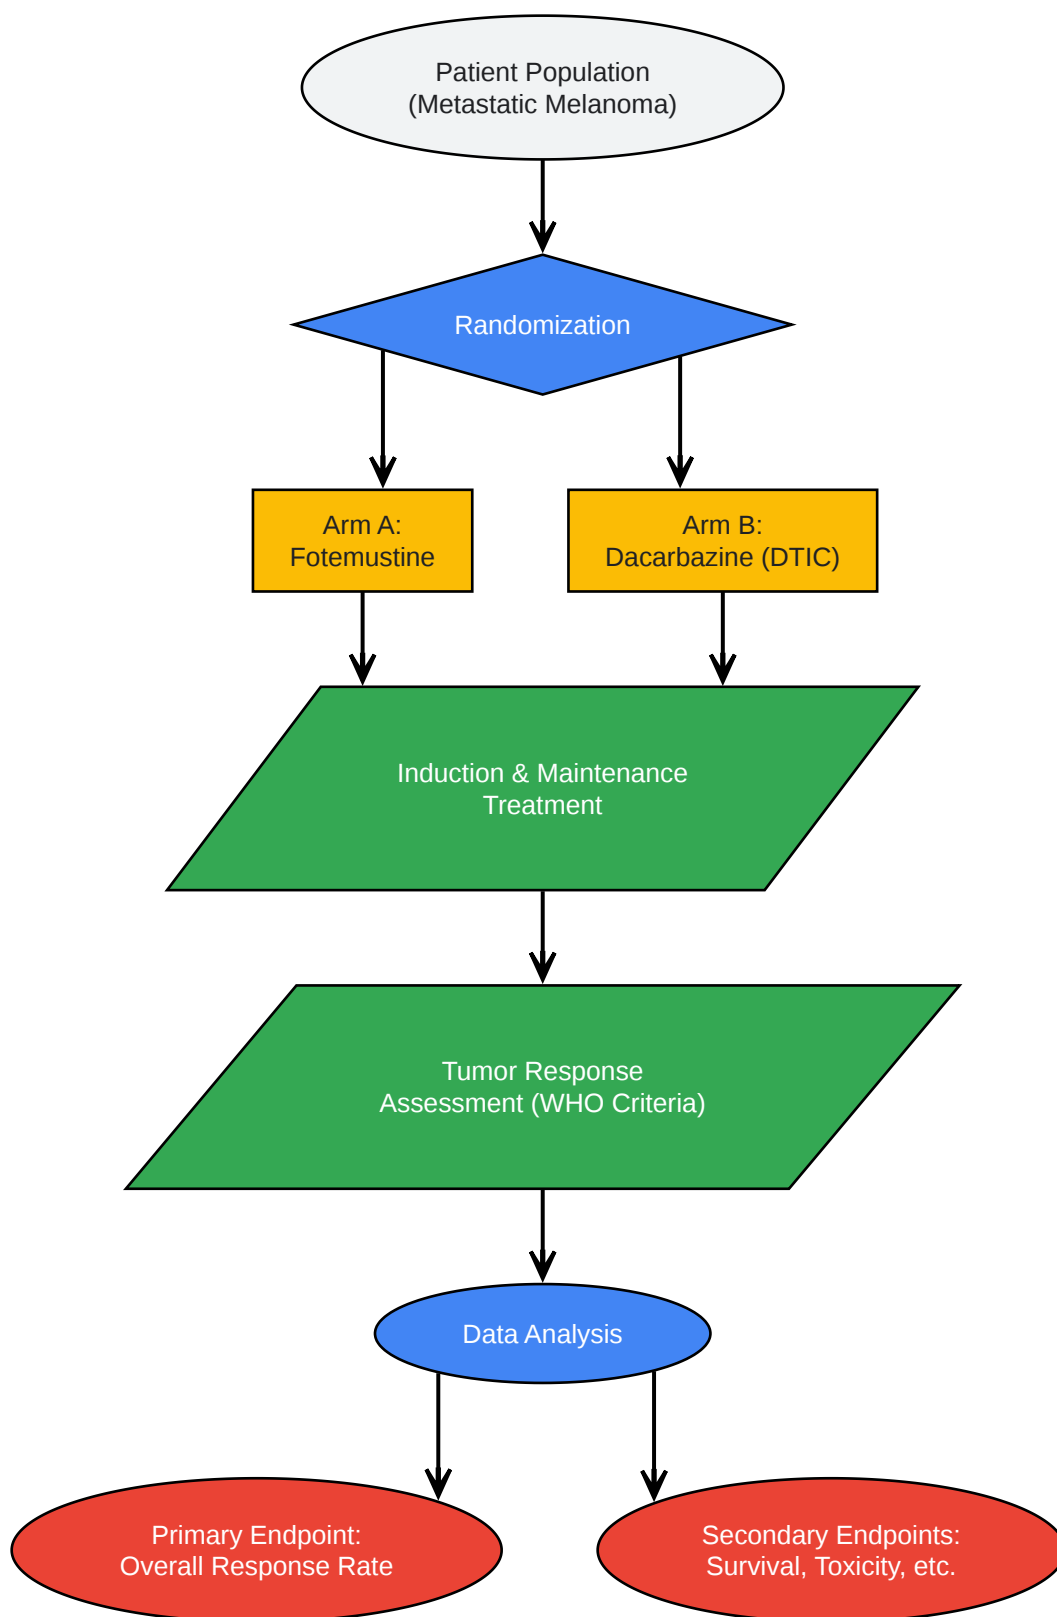 Patient Population
(Metastatic Melanoma)
Randomization
Arm A:
Fotemustine
Arm B:
Dacarbazine (DTIC)
Induction & Maintenance
Treatment
Tumor Response
Assessment (WHO Criteria)
Data Analysis
Primary Endpoint:
Overall Response Rate
Secondary Endpoints:
Survival, Toxicity, etc.